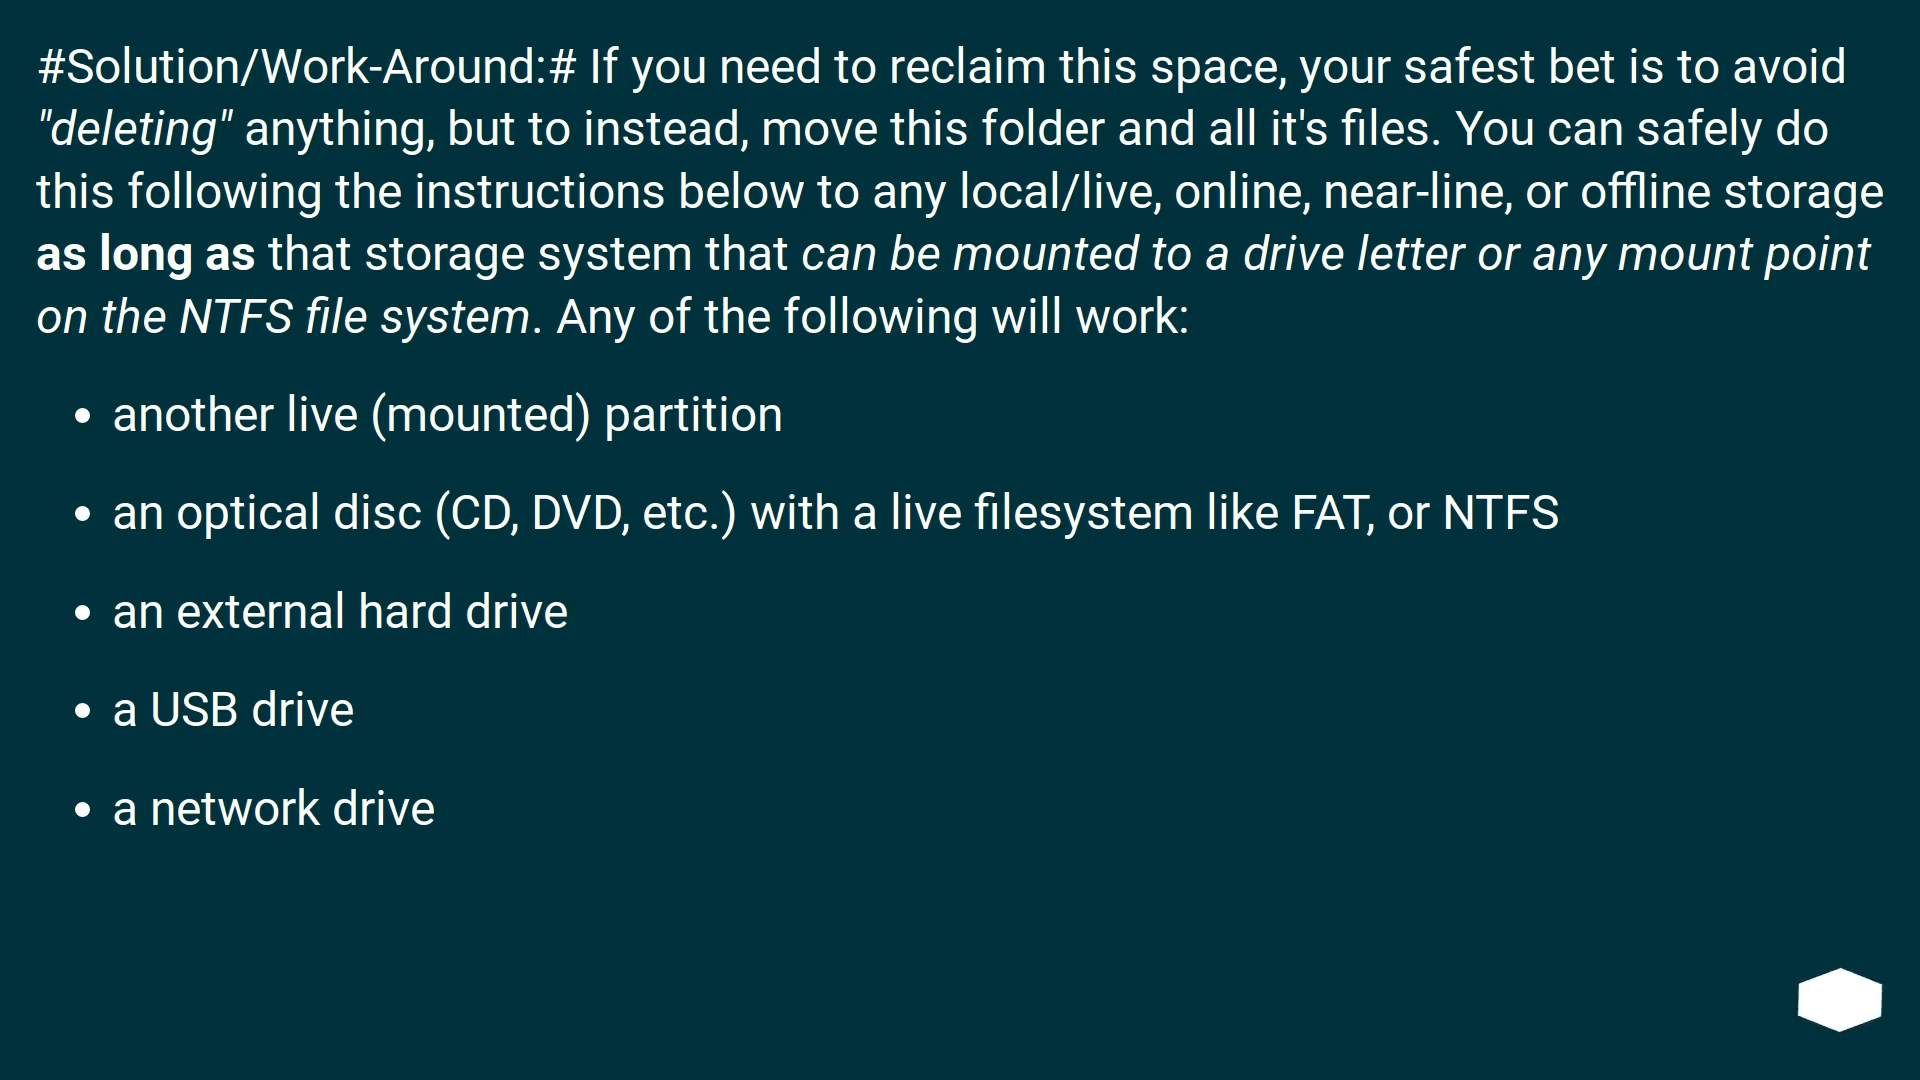 #Solution/Work-Around:# If you need to reclaim this space, your safest bet is to avoid
"deleting" anything, but to instead, move this folder and all it's files. You can safely do
this following the instructions below to any local/live, online, near-line, or offline storage
as long as that storage system that can be mounted to a drive letter or any mount point
on the NTFS file system. Any of the following will work:
• another live (mounted) partition
• an optical disc (CD, DVD, etc.) with a live filesystem like FAT, or NTFS
• an external hard drive
• a USB drive
• a network drive